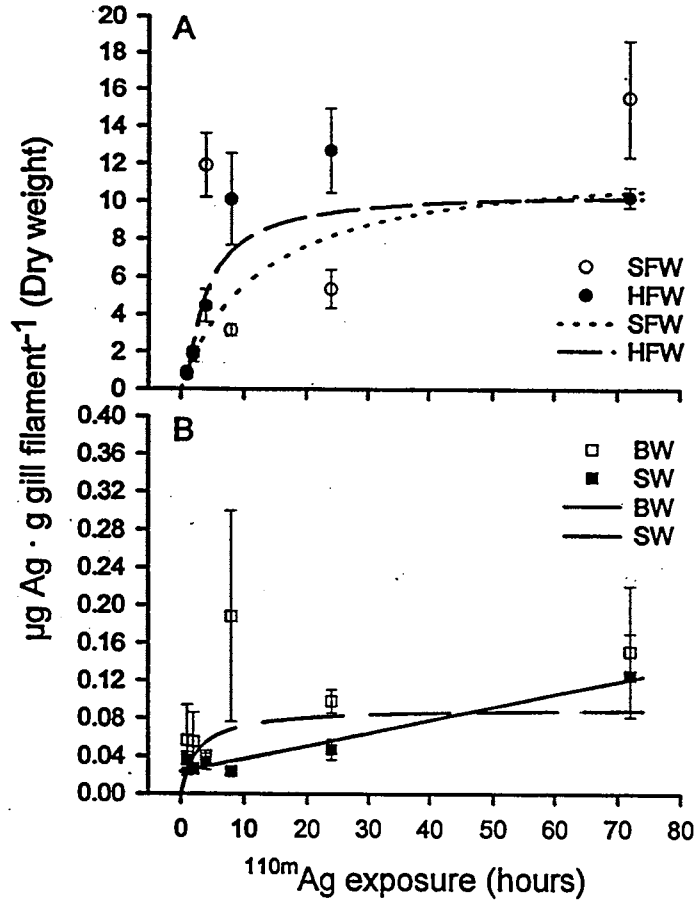 A
20
18
16
14
12
10
8
6
4
2
0
SFW
HFW
SFW
HFW
µg Ag · g gill filament⁻¹ (Dry weight)
B
0.40
0.36
0.32
0.28
0.24
0.20
0.16
0.12
0.08
0.04
0.00
BW
SW
BW
SW
0 10 20 30 40 50 60 70 80
¹¹⁰ᵐAg exposure (hours)